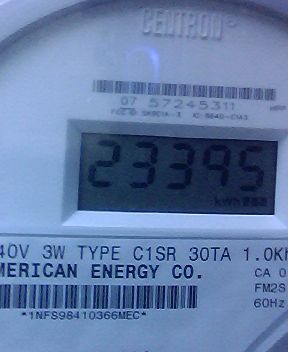 CENTRON
07 57245311
23395
kWh
40V 3W TYPE C1SR 30TA 1.0Kh
MERICAN ENERGY CO.
CA 0
FM2S
60Hz
*1NFS98410366MEC*